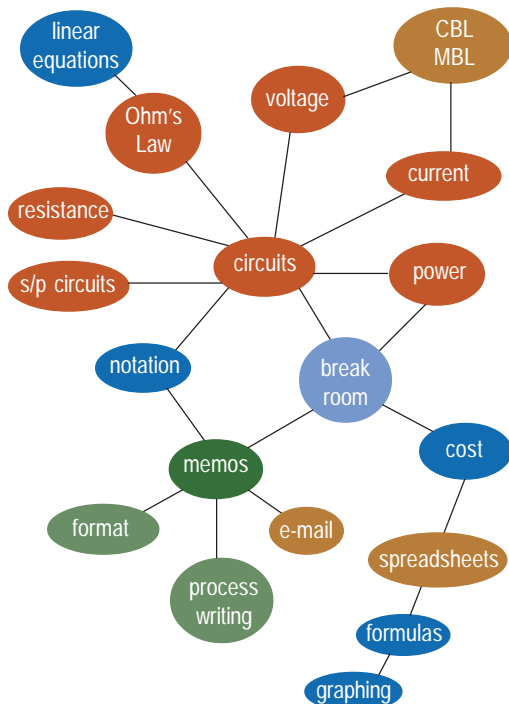 linear
equations
CBL
MBL
voltage
Ohm's
Law
current
resistance
circuits
power
s/p circuits
notation
break
room
cost
memos
format
e-mail
spreadsheets
process
writing
formulas
graphing